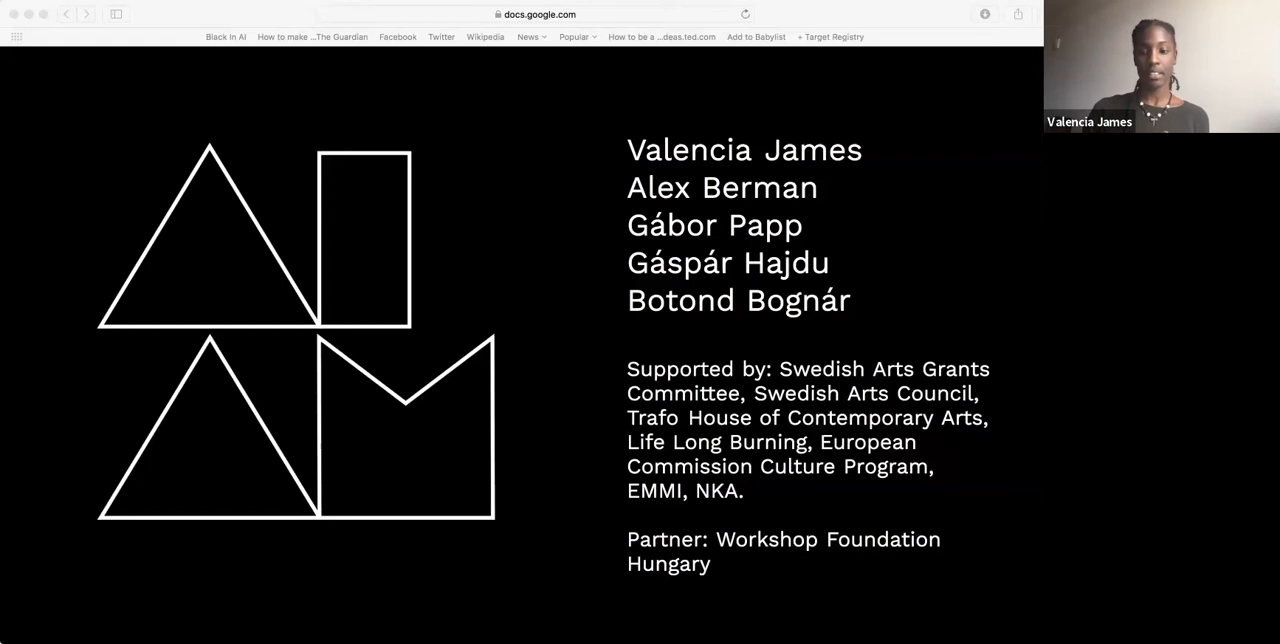 docs.google.com
Black In AI
How to make ...The Guardian
Facebook
Twitter
Wikipedia
News
Popular
How to be a ...deas.ted.com
Add to Babylist
+ Target Registry
Valencia James
Valencia James
Alex Berman
Gábor Papp
Gáspár Hajdu
Botond Bognár
Supported by: Swedish Arts Grants
Committee, Swedish Arts Council,
Trafo House of Contemporary Arts,
Life Long Burning, European
Commission Culture Program,
EMMI, NKA.
Partner: Workshop Foundation
Hungary